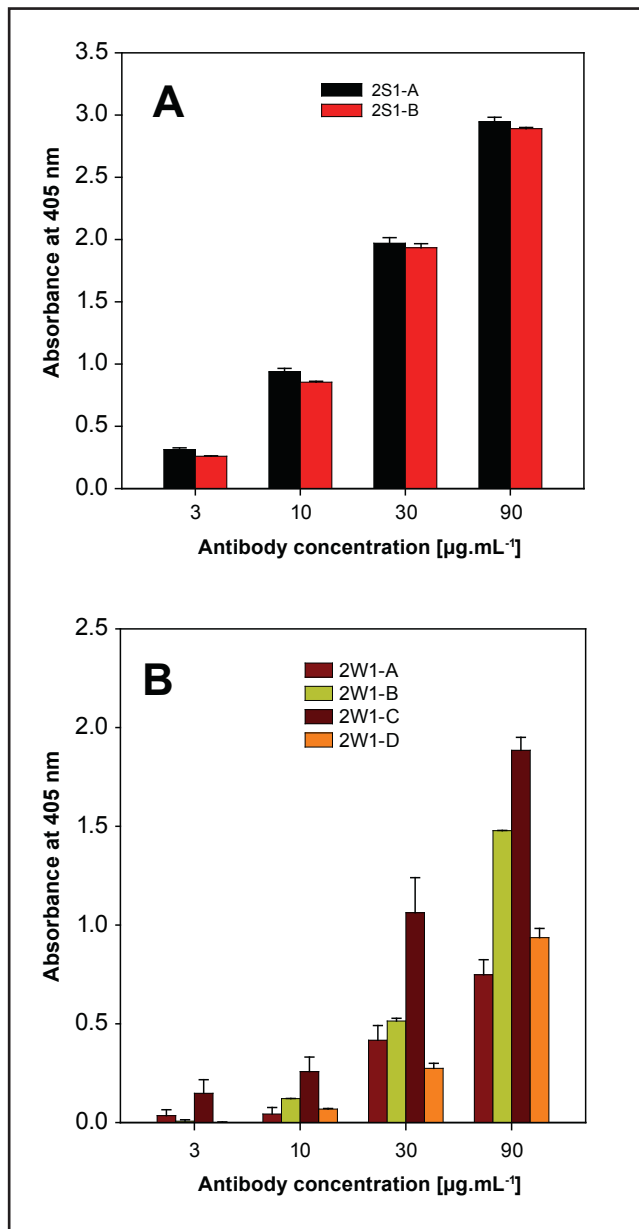 A
2S1-A
2S1-B
3.5
3.0
2.5
2.0
1.5
1.0
0.5
0.0
Absorbance at 405 nm
3 10 30 90
Antibody concentration [µg.mL-1]
B
2W1-A
2W1-B
2W1-C
2W1-D
2.5
2.0
1.5
1.0
0.5
0.0
Absorbance at 405 nm
3 10 30 90
Antibody concentration [µg.mL-1]